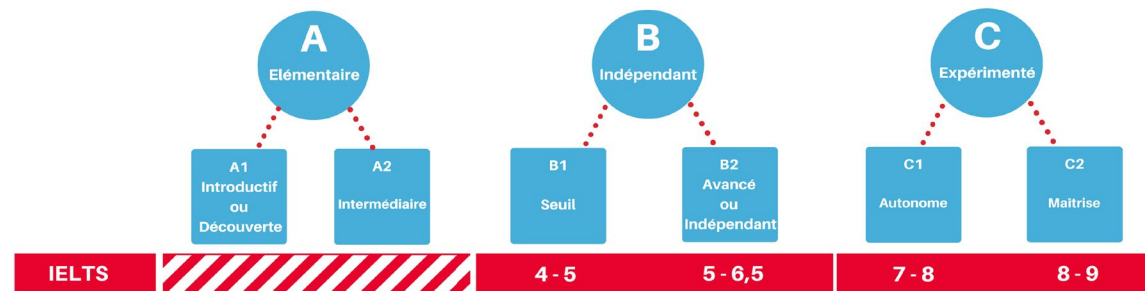 A
Elémentaire
B
Indépendant
C
Expérimenté
A1
Introductif
ou
Découverte
A2
Intermédiaire
B1
Seuil
B2
Avancé
ou
Indépendant
C1
Autonome
C2
Maîtrise
IELTS
4 - 5
5 - 6,5
7 - 8
8 - 9